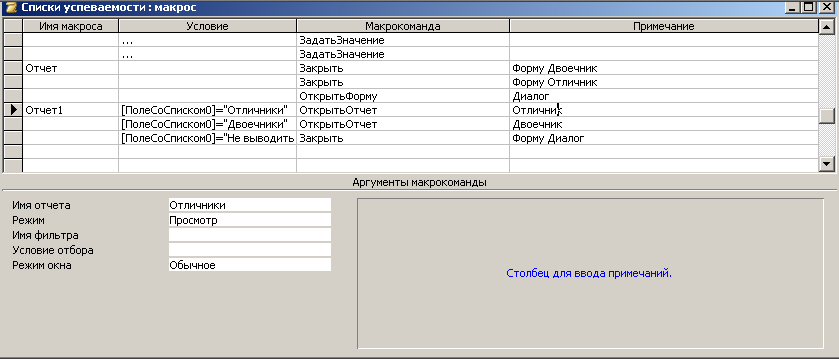 Списки успеваемости : макрос
Имя макроса Условие Макрокоманда Примечание
... ЗадатьЗначение
... ЗадатьЗначение
Отчет Закрыть Форму Двоечник
Закрыть Форму Отличник
ОткрытьФорму Диалог
Отчет1 [ПолеСоСписком0]="Отличники" ОткрытьОтчет Отличник
[ПолеСоСписком0]="Двоечники" ОткрытьОтчет Двоечник
[ПолеСоСписком0]="Не выводить Закрыть Форму Диалог
Аргументы макрокоманды
Имя отчета Отличники
Режим Просмотр
Имя фильтра
Условие отбора
Режим окна Обычное
Столбец для ввода примечаний.